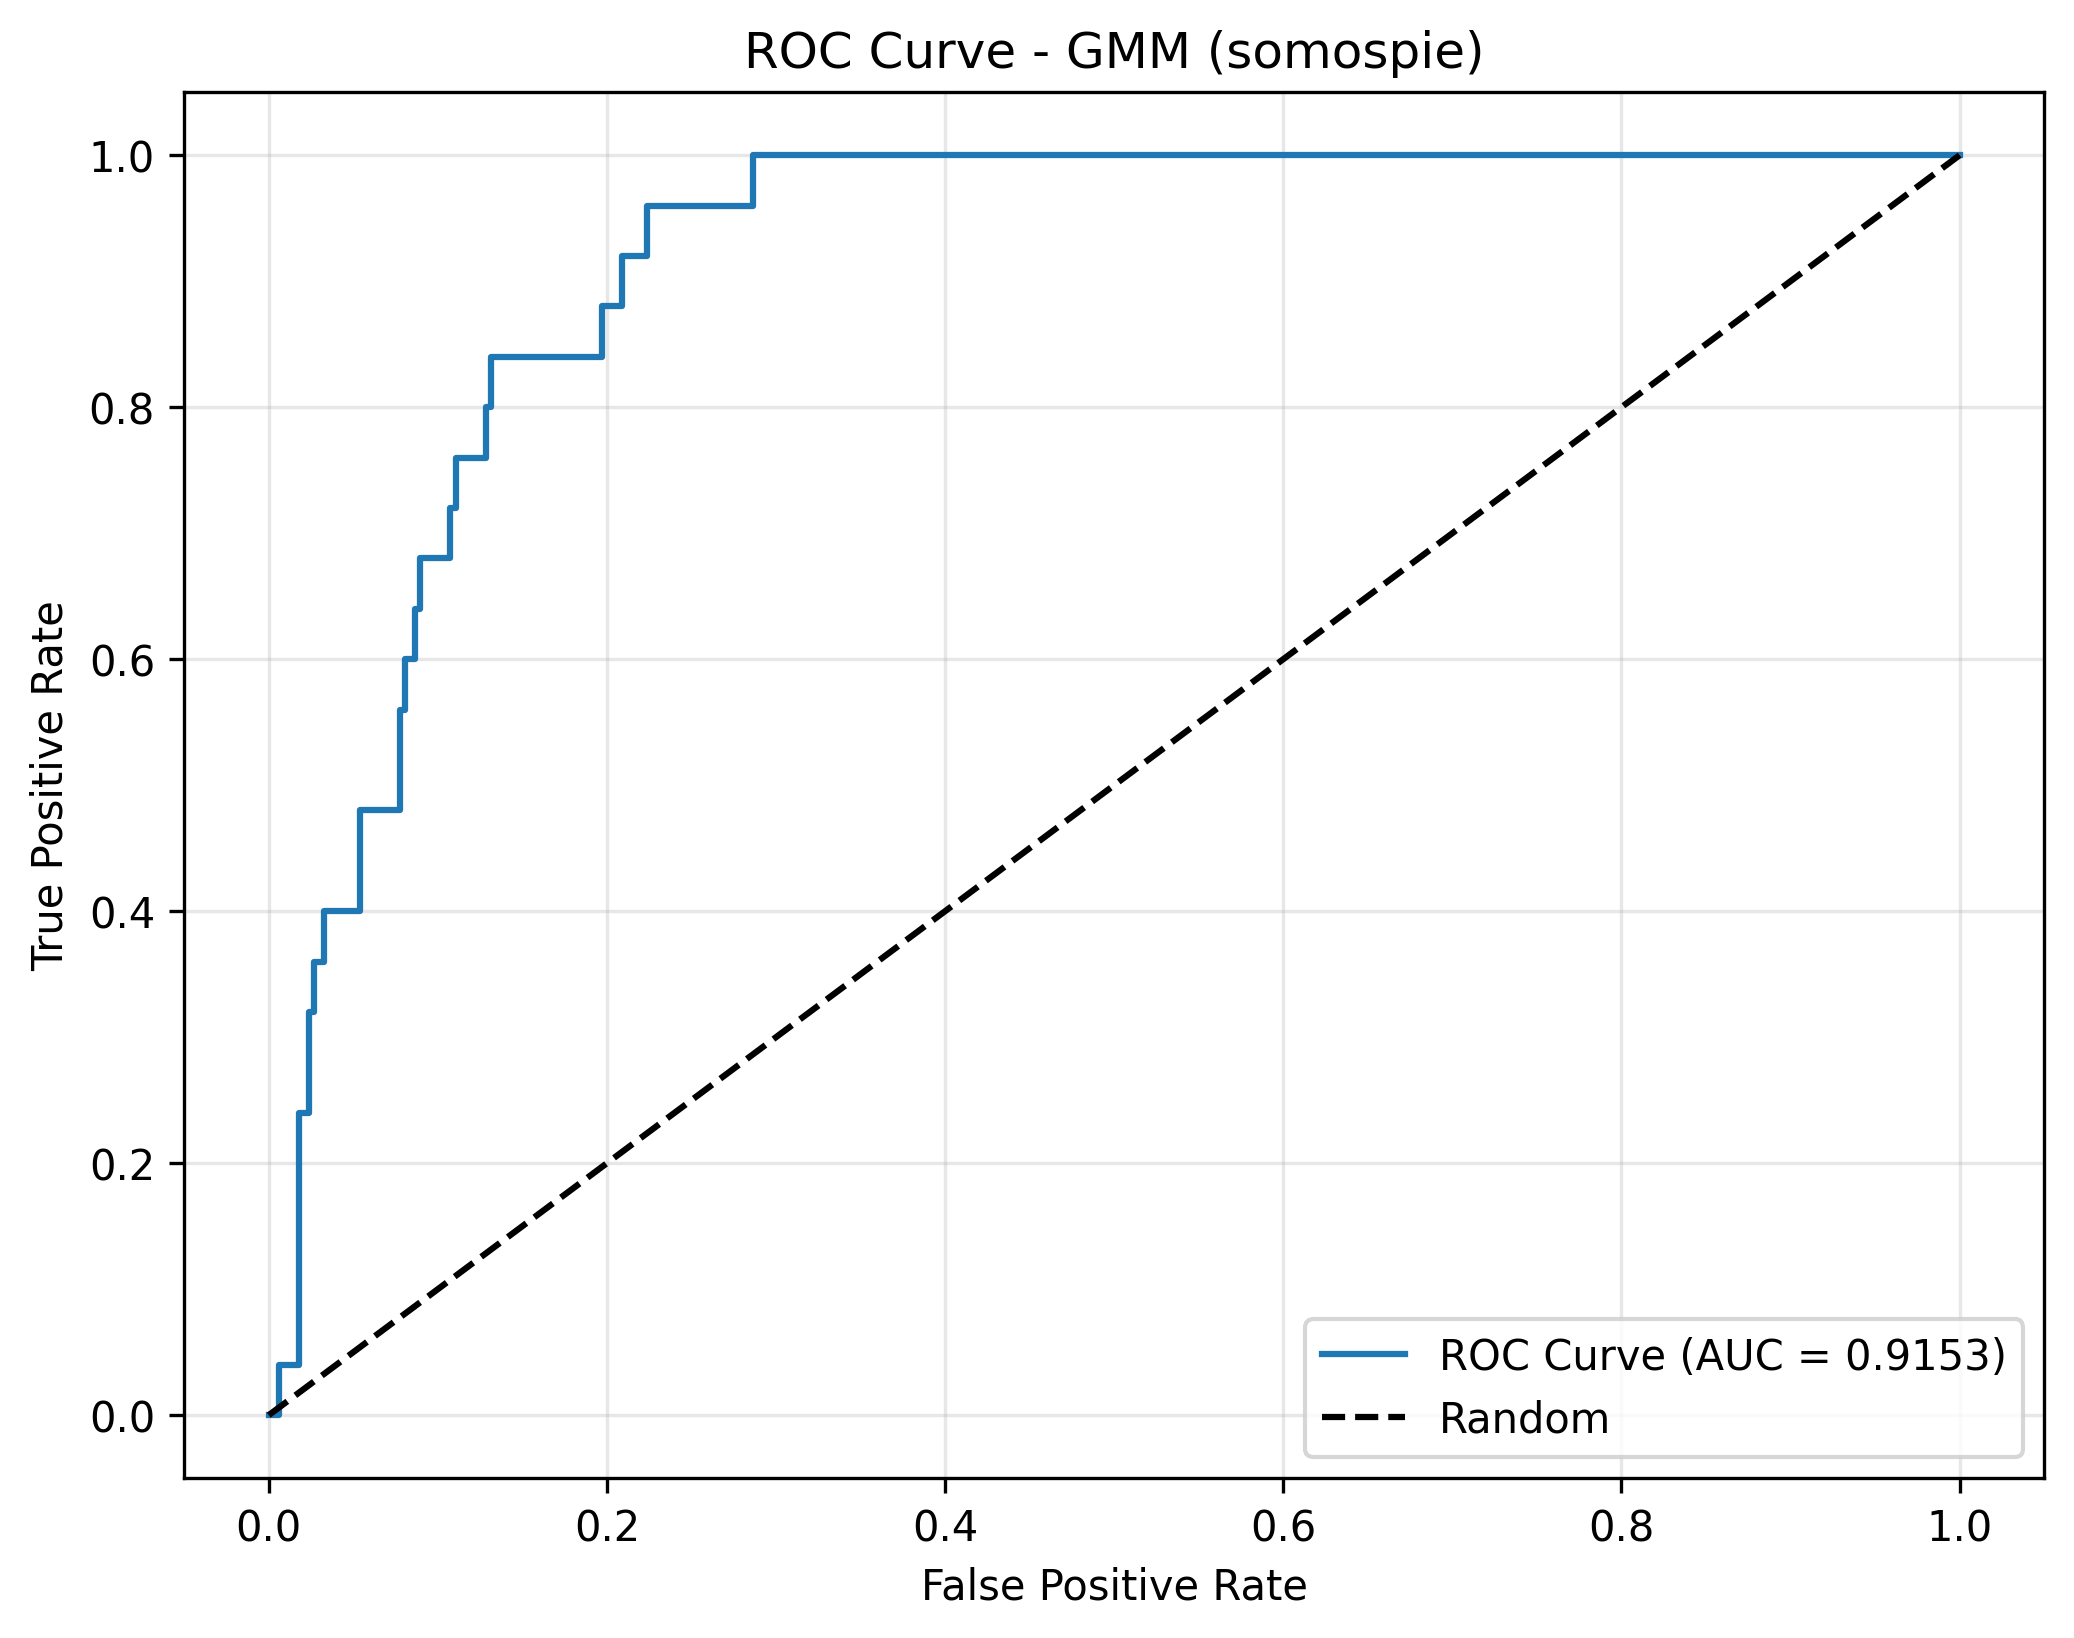 ROC Curve - GMM (somospie)
1.0
0.8
0.6
0.4
0.2
0.0
True Positive Rate
0.0 0.2 0.4 0.6 0.8 1.0
False Positive Rate
ROC Curve (AUC = 0.9153)
Random